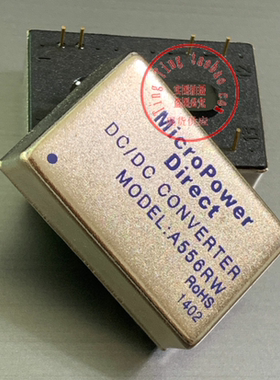 MicroPower
Direct
DC/DC CONVERTER
MODEL:A556RW
RoHS
1402